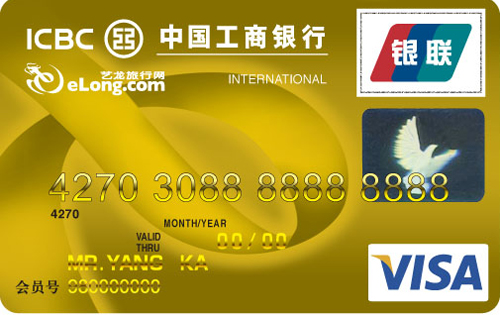 ICBC 中国工商银行
银联
艺龙旅行网
eLong.com
INTERNATIONAL
4270 3088 8888 8888
4270
MONTH/YEAR
VALID THRU 00/00
MR.YANG KA
会员号 000000000
VISA